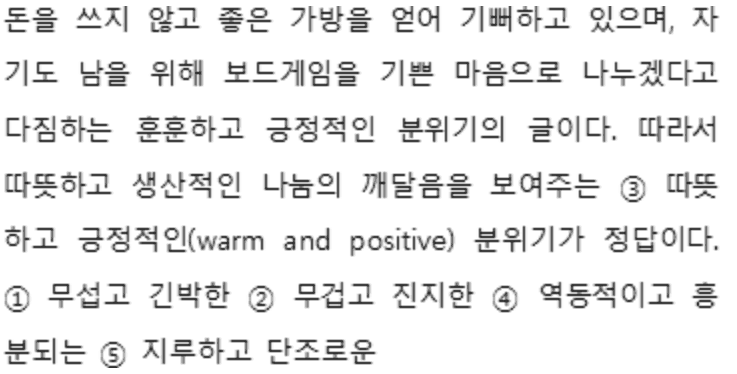 돈을 쓰지 않고 좋은 가방을 얻어 기뻐하고 있으며, 자
기도 남을 위해 보드게임을 기쁜 마음으로 나누겠다고
다짐하는 훈훈하고 긍정적인 분위기의 글이다. 따라서
따뜻하고 생산적인 나눔의 깨달음을 보여주는 ③ 따뜻
하고 긍정적인(warm and positive) 분위기가 정답이다.
① 무섭고 긴박한 ② 무겁고 진지한 ④ 역동적이고 흥
분되는 ⑤ 지루하고 단조로운